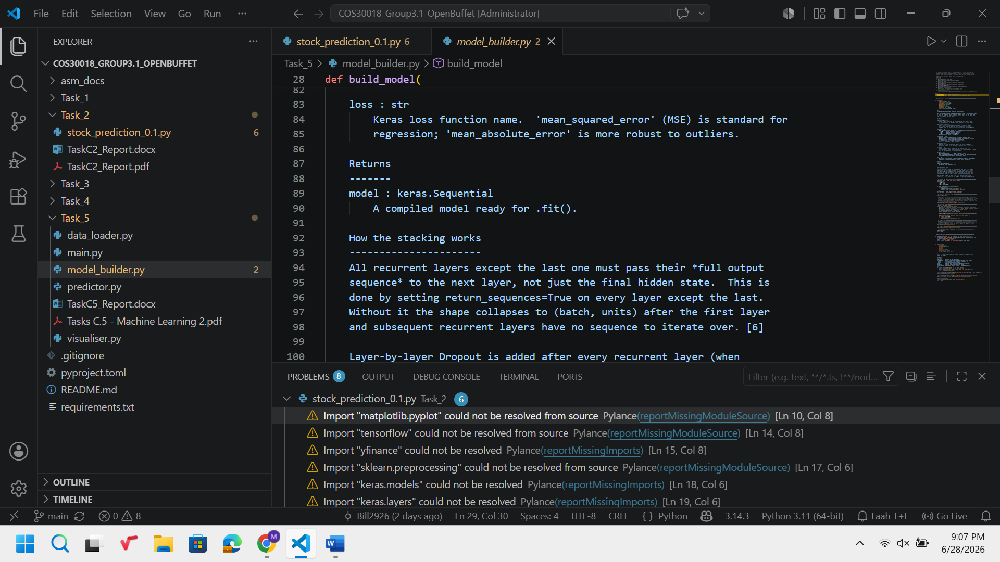 File Edit Selection View Go Run ···
COS30018_Group3.1_OpenBuffet [Administrator]
EXPLORER
COS30018_GROUP3.1_OPENBUFFET
asm_docs
Task_1
Task_2
stock_prediction_0.1.py 6
TaskC2_Report.docx
TaskC2_Report.pdf
Task_3
Task_4
Task_5
data_loader.py
main.py
model_builder.py 2
predictor.py
TaskC5_Report.docx
Tasks C.5 - Machine Learning 2.pdf
visualiser.py
.gitignore
pyproject.toml
README.md
requirements.txt
OUTLINE
TIMELINE
stock_prediction_0.1.py 6
model_builder.py 2
Task_5 > model_builder.py > build_model
28 def build_model(
82
83 loss : str
84 Keras loss function name.  'mean_squared_error' (MSE) is standard for
85 regression; 'mean_absolute_error' is more robust to outliers.
86
87 Returns
88 -------
89 model : keras.Sequential
90 A compiled model ready for .fit().
91
92 How the stacking works
93 ----------------------
94 All recurrent layers except the last one must pass their *full output
95 sequence* to the next layer, not just the final hidden state.  This is
96 done by setting return_sequences=True on every layer except the last.
97 Without it the shape collapses to (batch, units) after the first layer
98 and subsequent recurrent layers have no sequence to iterate over. [6]
99
100 Layer-by-layer Dropout is added after every recurrent layer (when
PROBLEMS 8 OUTPUT DEBUG CONSOLE TERMINAL PORTS
Filter (e.g. text, **/*.ts, !**/nod...
stock_prediction_0.1.py Task_2 6
Import "matplotlib.pyplot" could not be resolved from source Pylance(reportMissingModuleSource) [Ln 10, Col 8]
Import "tensorflow" could not be resolved from source Pylance(reportMissingModuleSource) [Ln 14, Col 8]
Import "yfinance" could not be resolved Pylance(reportMissingImports) [Ln 15, Col 8]
Import "sklearn.preprocessing" could not be resolved from source Pylance(reportMissingModuleSource) [Ln 17, Col 6]
Import "keras.models" could not be resolved Pylance(reportMissingImports) [Ln 18, Col 6]
Import "keras.layers" could not be resolved Pylance(reportMissingImports) [Ln 19, Col 6]
main 0 8 Bill2926 (2 days ago) Ln 29, Col 30 Spaces: 4 UTF-8 CRLF { } Python 3.14.3 Python 3.11 (64-bit) Faah T+E Go Live
M
W
9:07 PM
6/28/2026